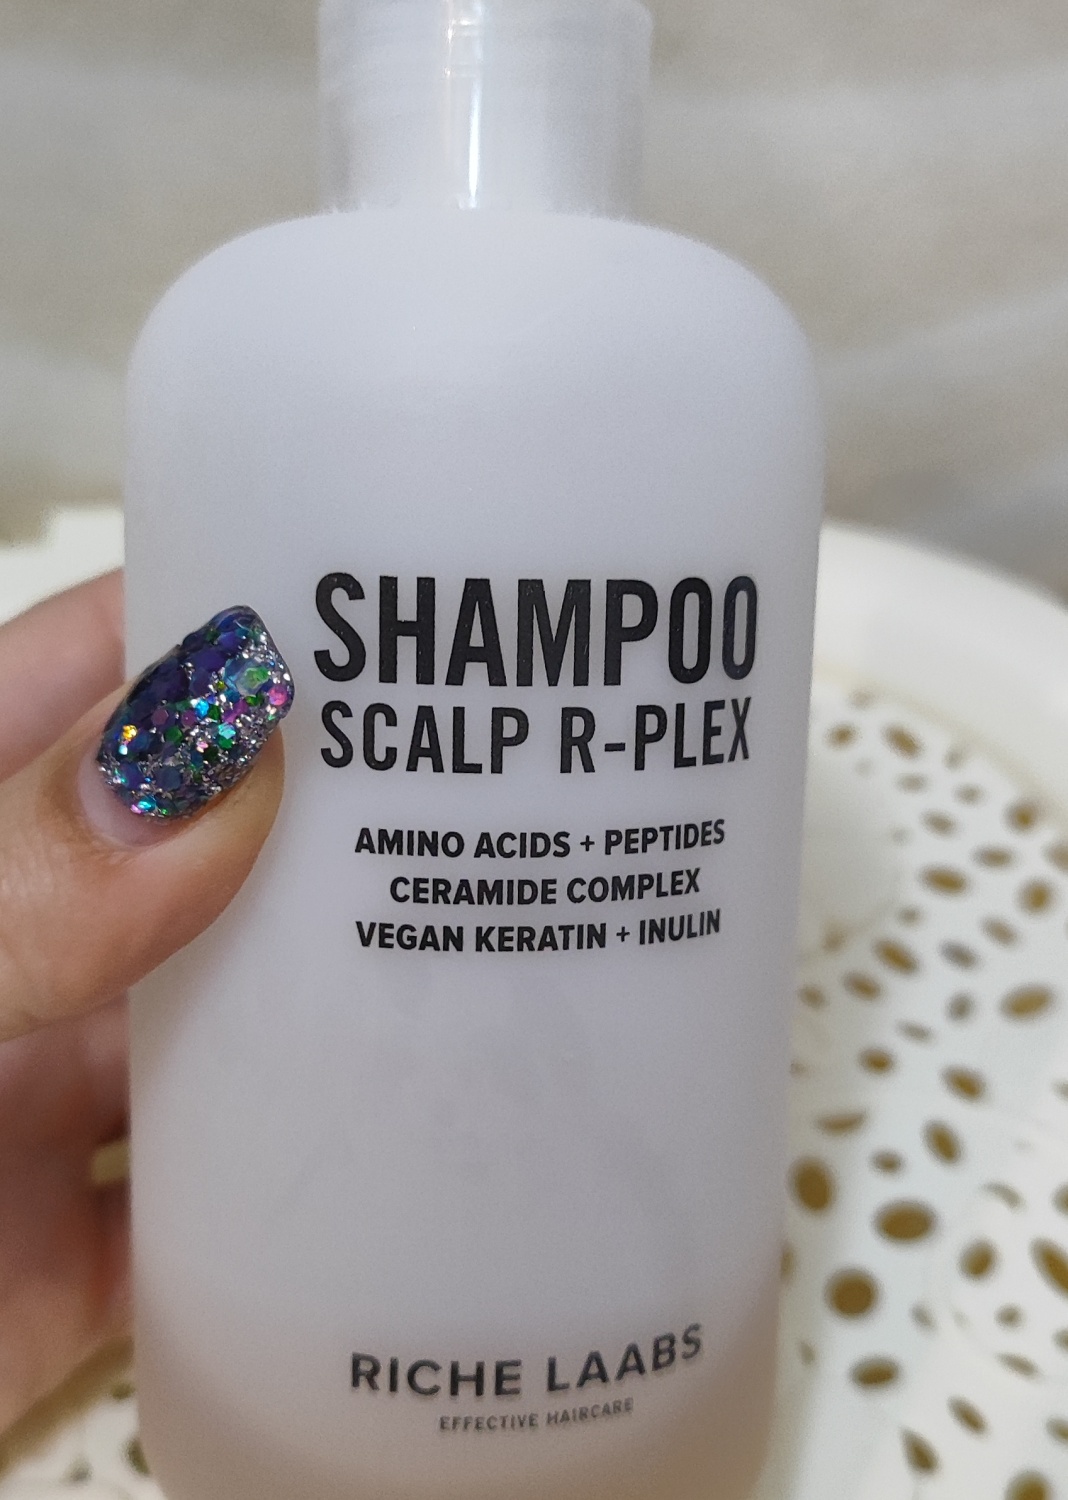 SHAMPOO
SCALP R-PLEX
AMINO ACIDS + PEPTIDES
CERAMIDE COMPLEX
VEGAN KERATIN + INULIN
RICHE LAABS
EFFECTIVE HAIRCARE